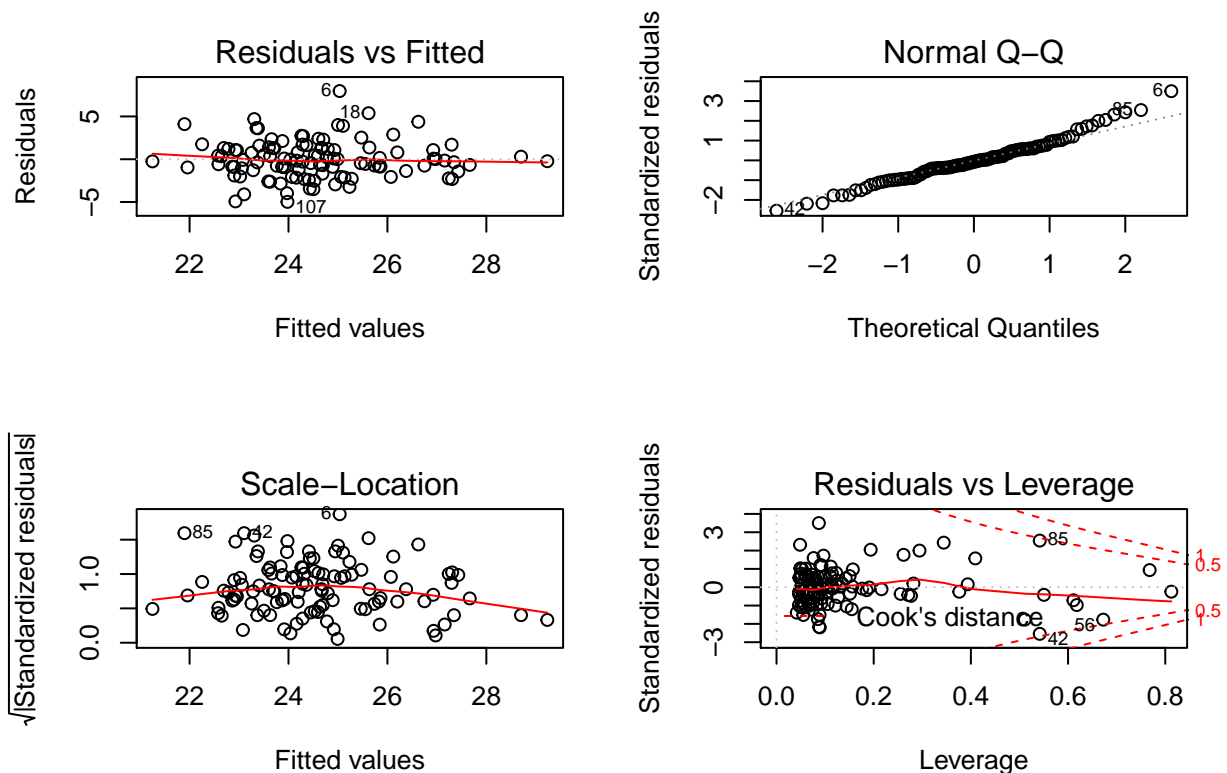 Residuals vs Fitted
Residuals
5
−5
6
18
107
22 24 26 28
Fitted values
Normal Q−Q
Standardized residuals
3
1
−2
85
6
42
−2 −1 0 1 2
Theoretical Quantiles
Scale−Location
√|Standardized residuals|
1.0
0.0
85
42
6
22 24 26 28
Fitted values
Residuals vs Leverage
Standardized residuals
3
0
−3
85
56
42
Cook's distance
1
0.5
0.5
1
0.0 0.2 0.4 0.6 0.8
Leverage